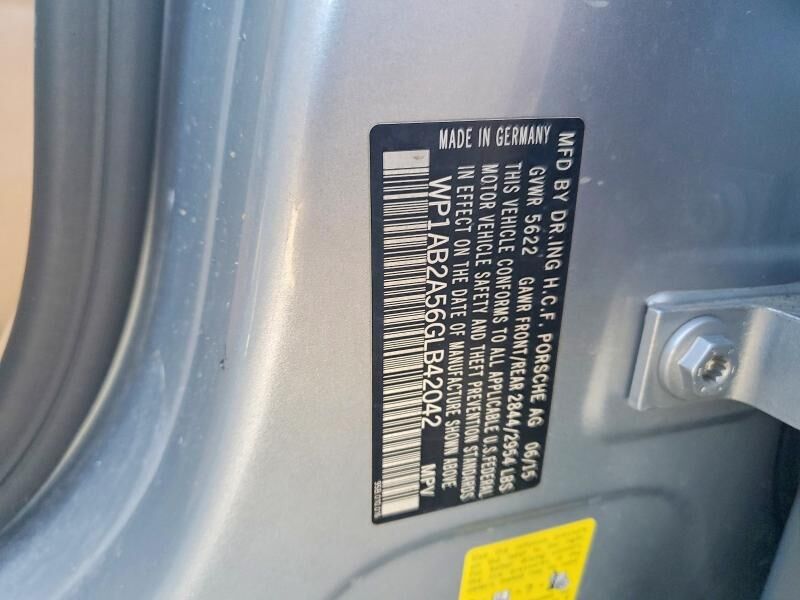 MFD BY DR.ING H.C.F. PORSCHE AG 06/15
GVWR 5622 GAWR FRONT/REAR 2844/2954 LBS
THIS VEHICLE CONFORMS TO ALL APPLICABLE U.S.FEDERAL
MOTOR VEHICLE SAFETY AND THEFT PREVENTION STANDARDS
IN EFFECT ON THE DATE OF MANUFACTURE SHOWN ABOVE
MADE IN GERMANY
WP1AB2A56GLB42042 MPV